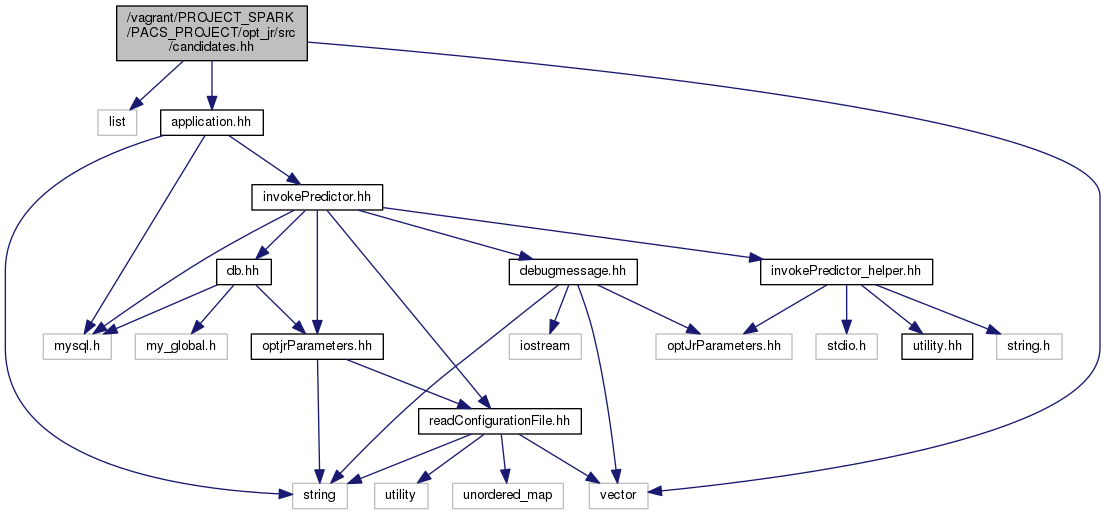 /vagrant/PROJECT_SPARK
/PACS_PROJECT/opt_jr/src
/candidates.hh
list
application.hh
invokePredictor.hh
db.hh
debugmessage.hh
invokePredictor_helper.hh
mysql.h
my_global.h
optjrParameters.hh
iostream
optJrParameters.hh
stdio.h
utility.hh
string.h
readConfigurationFile.hh
string
utility
unordered_map
vector